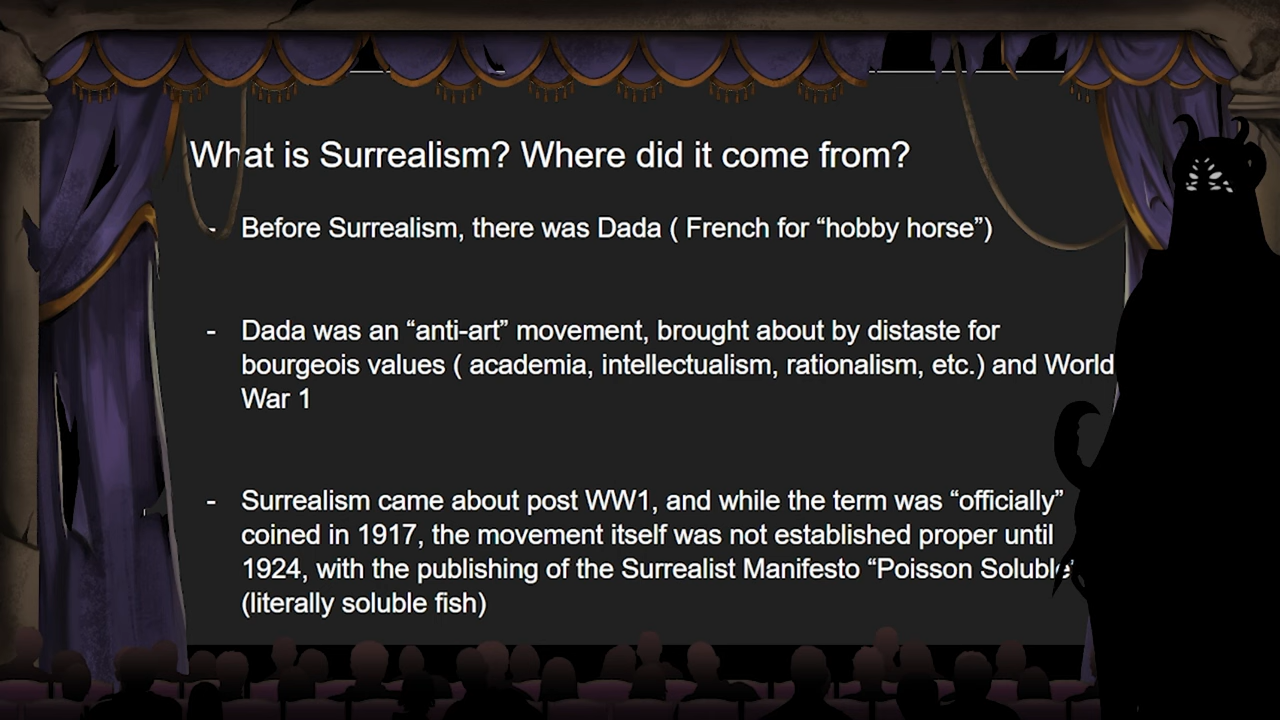 What is Surrealism? Where did it come from?
- Before Surrealism, there was Dada ( French for “hobby horse”)
- Dada was an “anti-art” movement, brought about by distaste for
bourgeois values ( academia, intellectualism, rationalism, etc.) and World
War 1
- Surrealism came about post WW1, and while the term was “officially”
coined in 1917, the movement itself was not established proper until
1924, with the publishing of the Surrealist Manifesto “Poisson Soluble”
(literally soluble fish)